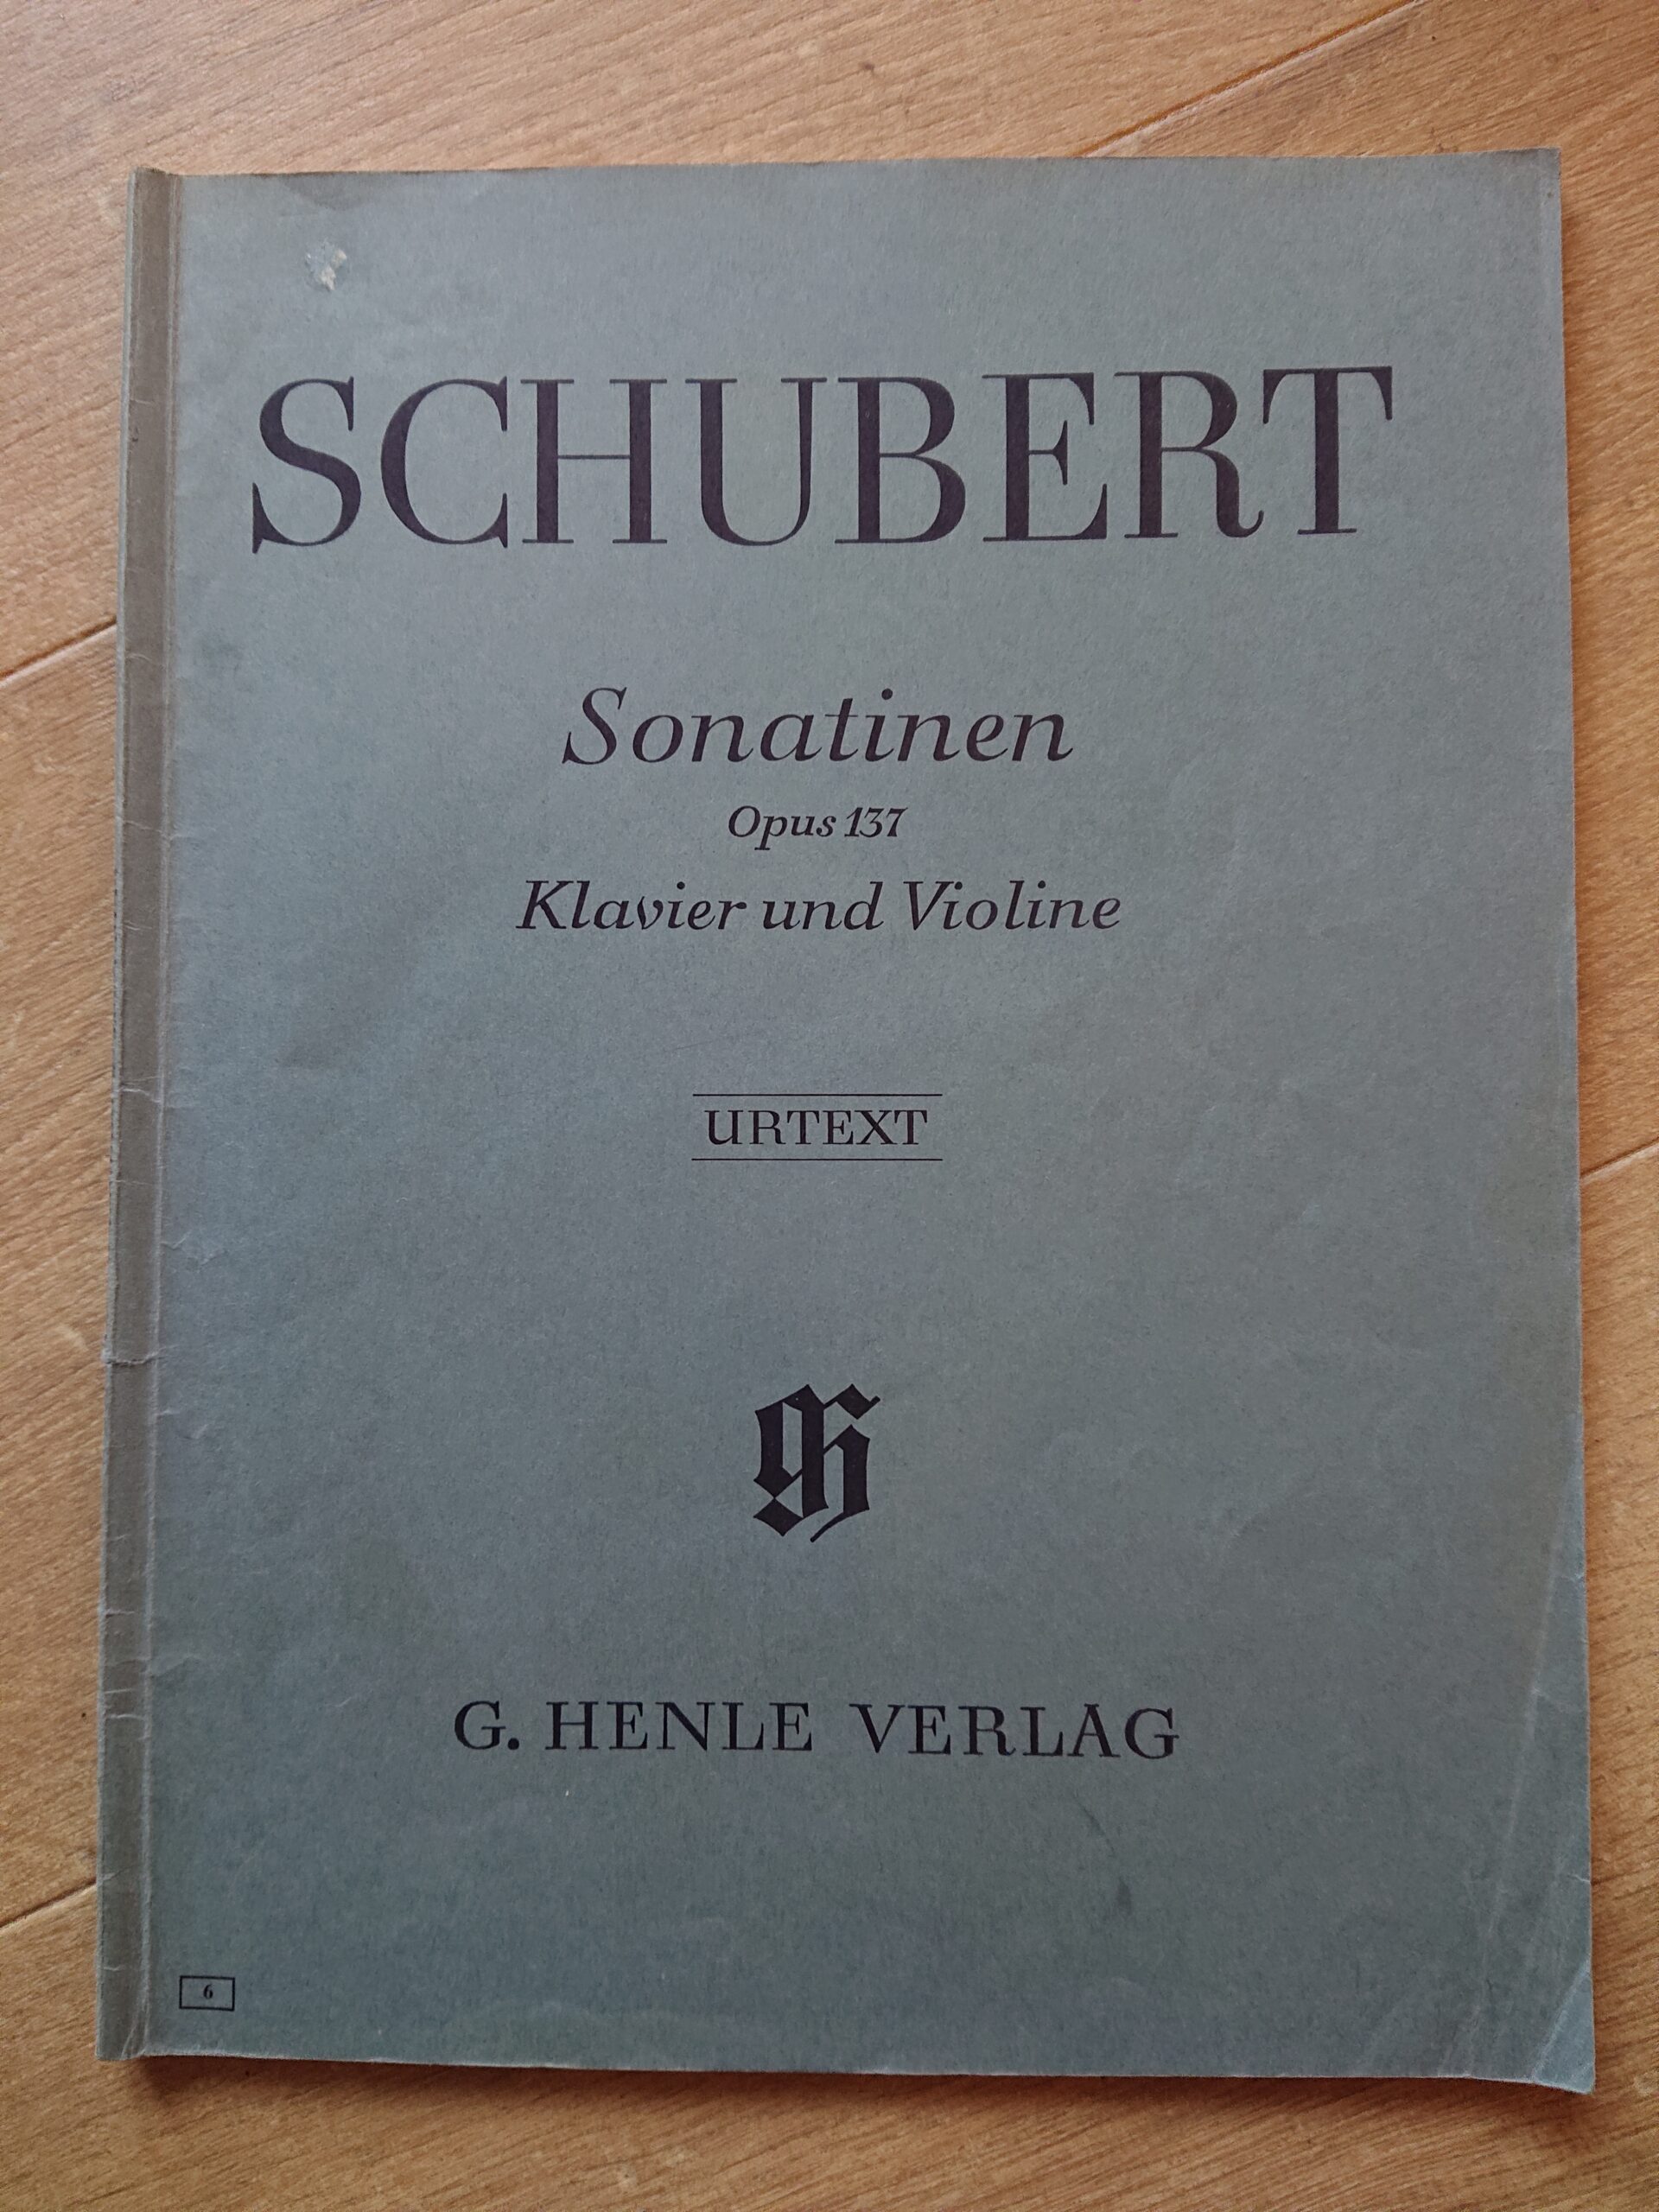 SCHUBERT
Sonatinen
Opus 137
Klavier und Violine
URTEXT
G. HENLE VERLAG
6